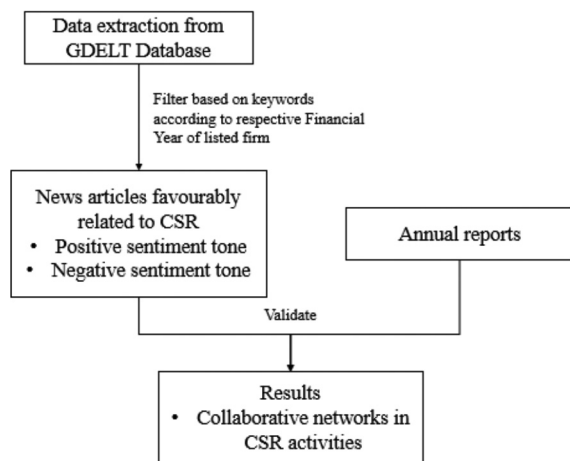 Data extraction from
GDELT Database
Filter based on keywords
according to respective Financial
Year of listed firm
News articles favourably
related to CSR
• Positive sentiment tone
• Negative sentiment tone
Annual reports
Validate
Results
• Collaborative networks in
CSR activities